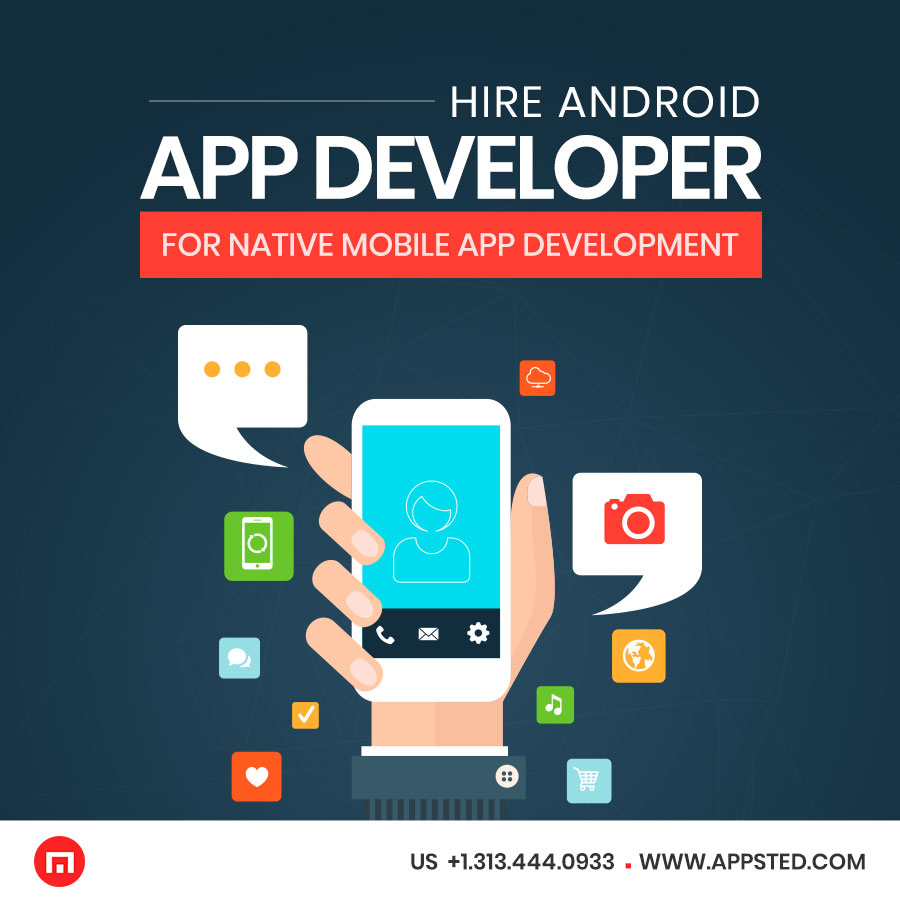 HIRE ANDROID
APP DEVELOPER
FOR NATIVE MOBILE APP DEVELOPMENT
US +1.313.444.0933 . WWW.APPSTED.COM